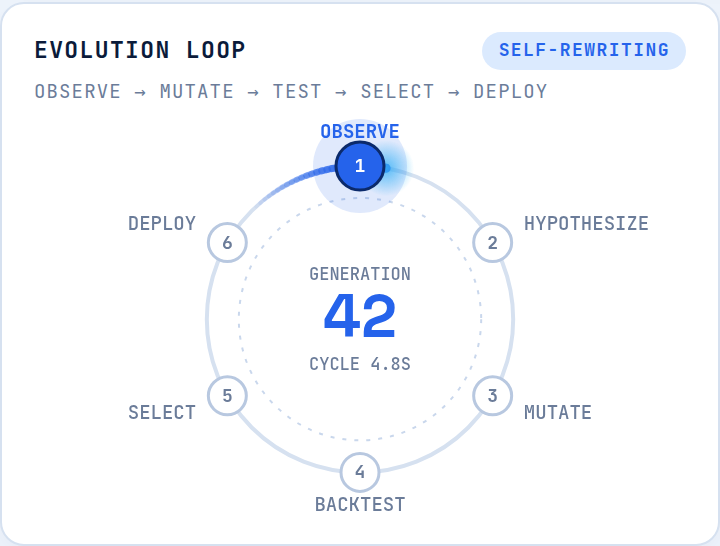 EVOLUTION LOOP
SELF-REWRITING
OBSERVE → MUTATE → TEST → SELECT → DEPLOY
OBSERVE
1
DEPLOY
6
2
HYPOTHESIZE
GENERATION
42
CYCLE 4.8S
SELECT
5
3
MUTATE
4
BACKTEST